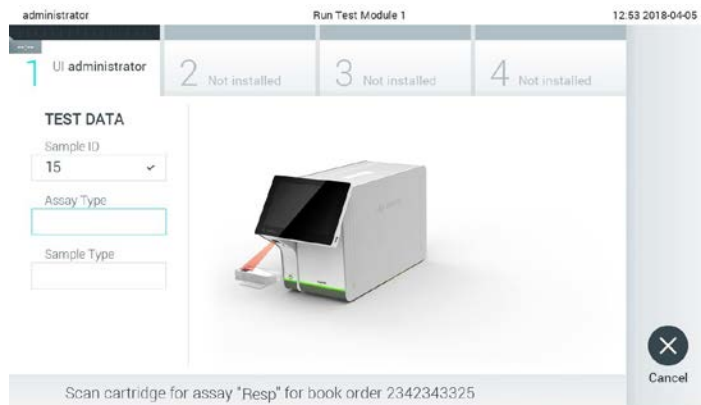 administrator Run Test Module 1 12:53 2018-04-05
1 UI administrator
2 Not installed
3 Not installed
4 Not installed
TEST DATA
Sample ID
15
Assay Type
Sample Type
Cancel
Scan cartridge for assay "Resp" for book order 2342343325